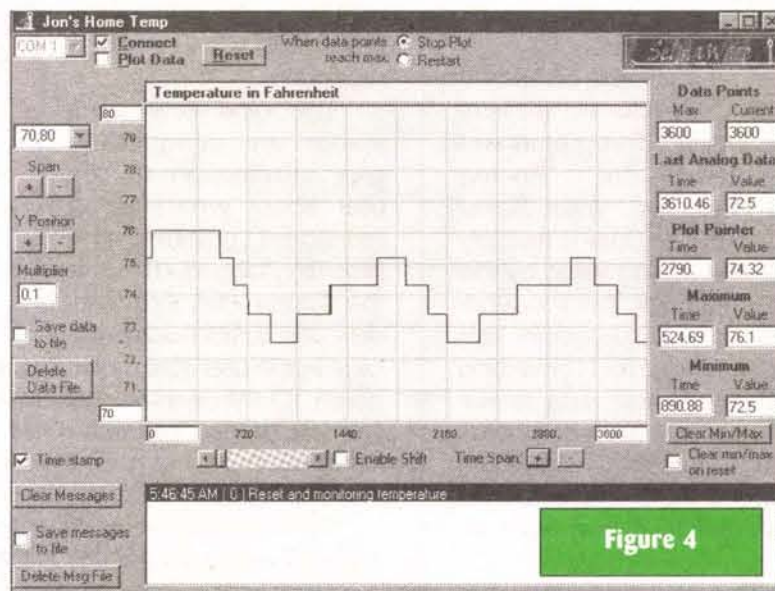 Jon's Home Temp
COM 1
Connect
Plot Data
Reset
When data points
reach max:
Stop Plot
Restart
Temperature in Fahrenheit
80
79.
78.
77.
76.
75.
74.
73.
72.
71.
70
70,80
Span
+ -
Y Position
+ -
Multiplier
0.1
Save data
to file
Delete
Data File
0
720.
1440.
2160.
2880.
3600
Time stamp
Enable Shift
Time Span:
+ -
Data Points
Max Current
3600 3600
Last Analog Data
Time Value
3610.46 72.5
Plot Pointer
Time Value
2790. 74.32
Maximum
Time Value
524.69 76.1
Minimum
Time Value
890.88 72.5
Clear Min/Max
Clear min/max
on reset
Clear Messages
Save messages
to file
Delete Msg File
5:46:45 AM ( 0 ) Reset and monitoring temperature
Figure 4